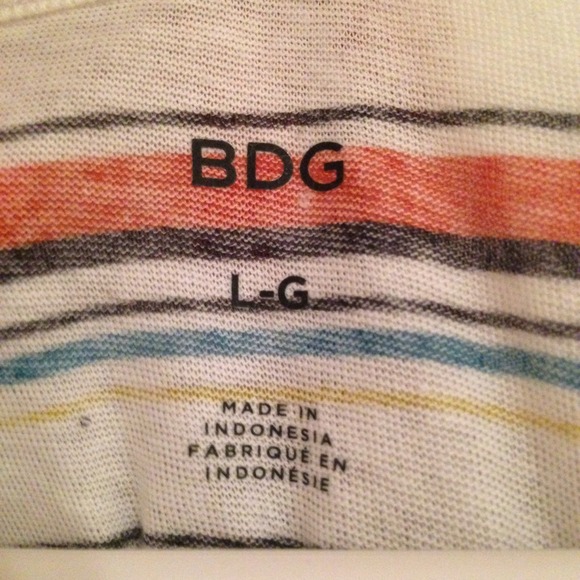 BDG
L-G
MADE IN
INDONESIA
FABRIQUÉ EN
INDONÉSIE